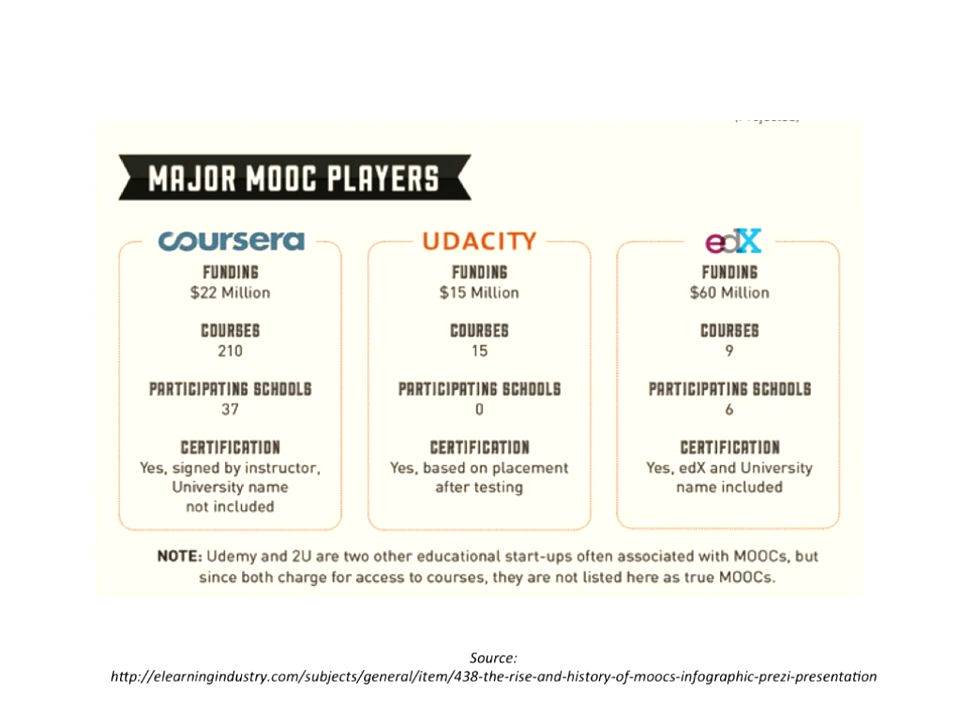 MAJOR MOOC PLAYERS
coursera
FUNDING
$22 Million
COURSES
210
PARTICIPATING SCHOOLS
37
CERTIFICATION
Yes, signed by instructor,
University name
not included
UDACITY
FUNDING
$15 Million
COURSES
15
PARTICIPATING SCHOOLS
0
CERTIFICATION
Yes, based on placement
after testing
edX
FUNDING
$60 Million
COURSES
9
PARTICIPATING SCHOOLS
6
CERTIFICATION
Yes, edX and University
name included
NOTE: Udemy and 2U are two other educational start-ups often associated with MOOCs, but
since both charge for access to courses, they are not listed here as true MOOCs.
Source:
http://elearningindustry.com/subjects/general/item/438-the-rise-and-history-of-moocs-infographic-prezi-presentation